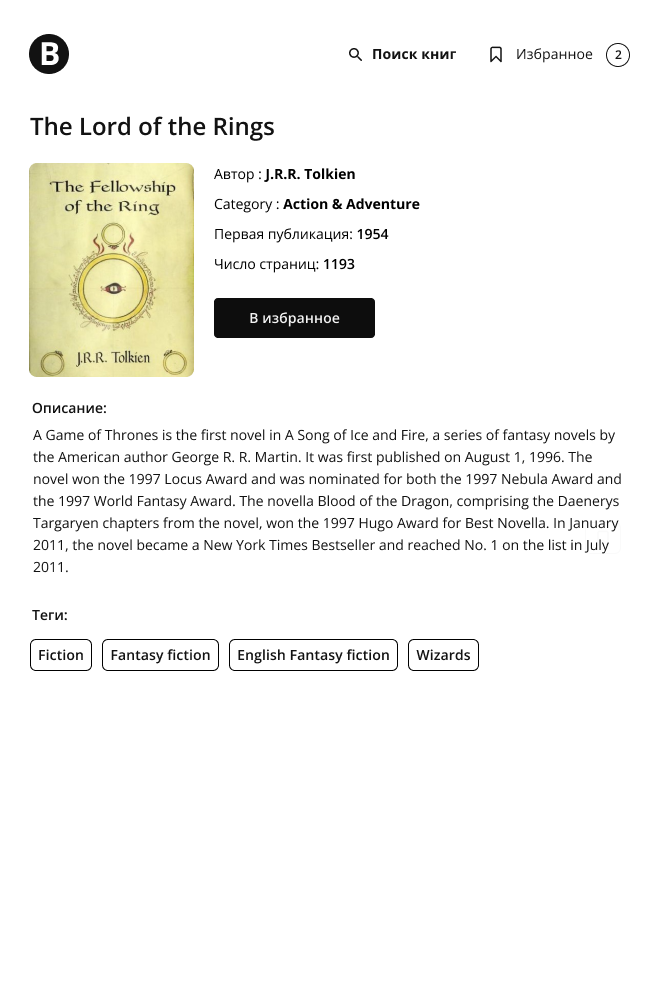 B
Поиск книг
Избранное
2
The Lord of the Rings
The Fellowship
of the Ring
J.R.R. Tolkien
Автор : J.R.R. Tolkien
Category : Action & Adventure
Первая публикация: 1954
Число страниц: 1193
В избранное
Описание:
A Game of Thrones is the first novel in A Song of Ice and Fire, a series of fantasy novels by
the American author George R. R. Martin. It was first published on August 1, 1996. The
novel won the 1997 Locus Award and was nominated for both the 1997 Nebula Award and
the 1997 World Fantasy Award. The novella Blood of the Dragon, comprising the Daenerys
Targaryen chapters from the novel, won the 1997 Hugo Award for Best Novella. In January
2011, the novel became a New York Times Bestseller and reached No. 1 on the list in July
2011.
Теги:
Fiction
Fantasy fiction
English Fantasy fiction
Wizards